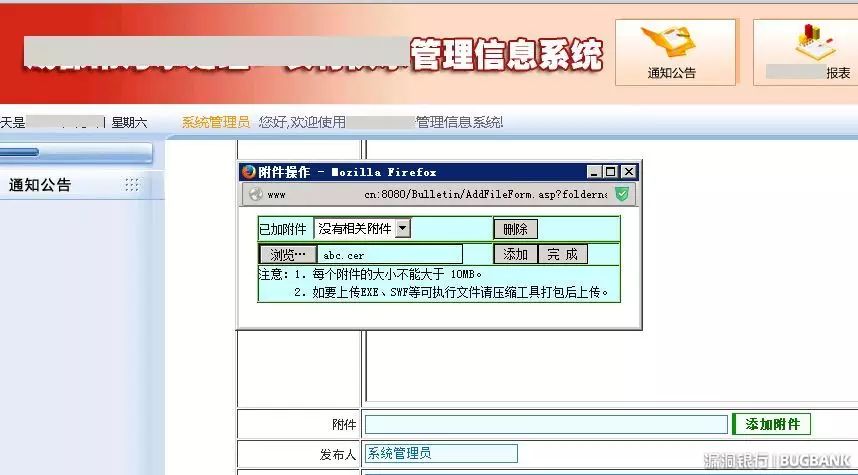 管理信息系统
通知公告
报表
天是 星期六
系统管理员 您好,欢迎使用 管理信息系统!
通知公告
附件操作 - Mozilla Firefox
www cn:8080/Bulletin/AddFileForm.asp?folderna
已加附件 没有相关附件 删除
浏览… abc.cer 添加 完 成
注意: 1. 每个附件的大小不能大于 10MB。
2. 如要上传EXE、SWF等可执行文件请压缩工具打包后上传。
附件 添加附件
发布人 系统管理员
漏洞银行 | BUGBANK